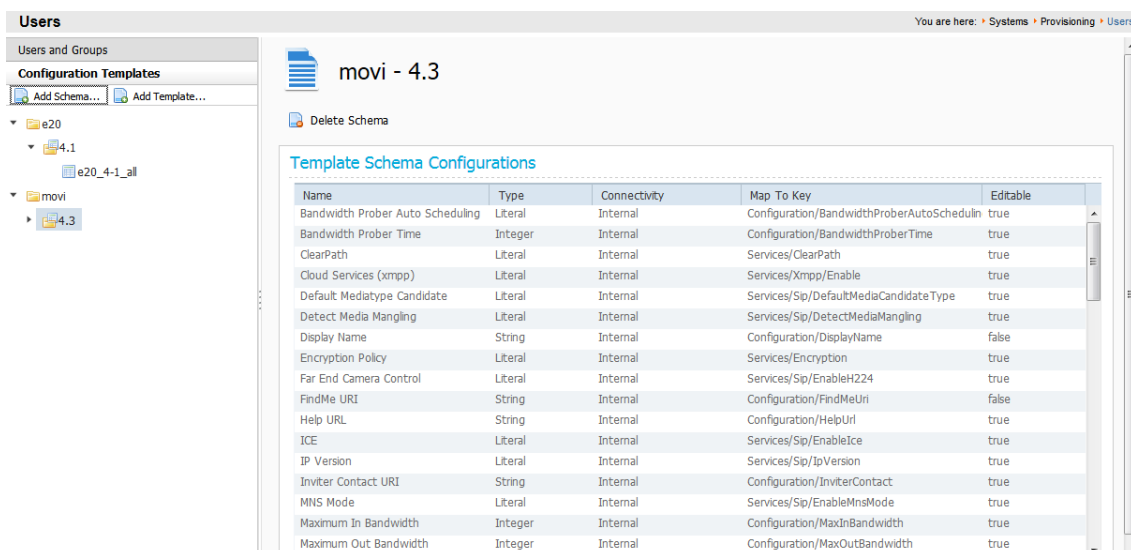 Users
You are here: Systems Provisioning Users
Users and Groups
Configuration Templates
Add Schema... Add Template...
e20
4.1
e20_4-1_all
movi
4.3
movi - 4.3
Delete Schema
Template Schema Configurations
Name Type Connectivity Map To Key Editable
Bandwidth Prober Auto Scheduling Literal Internal Configuration/BandwidthProberAutoSchedulin true
Bandwidth Prober Time Integer Internal Configuration/BandwidthProberTime true
ClearPath Literal Internal Services/ClearPath true
Cloud Services (xmpp) Literal Internal Services/Xmpp/Enable true
Default Mediatype Candidate Literal Internal Services/Sip/DefaultMediaCandidateType true
Detect Media Mangling Literal Internal Services/Sip/DetectMediaMangling true
Display Name String Internal Configuration/DisplayName false
Encryption Policy Literal Internal Services/Encryption true
Far End Camera Control Literal Internal Services/Sip/EnableH224 true
FindMe URI String Internal Configuration/FindMeUri false
Help URL String Internal Configuration/HelpUrl true
ICE Literal Internal Services/Sip/EnableIce true
IP Version Literal Internal Services/Sip/IpVersion true
Inviter Contact URI String Internal Configuration/InviterContact true
MNS Mode Literal Internal Services/Sip/EnableMnsMode true
Maximum In Bandwidth Integer Internal Configuration/MaxInBandwidth true
Maximum Out Bandwidth Integer Internal Configuration/MaxOutBandwidth true